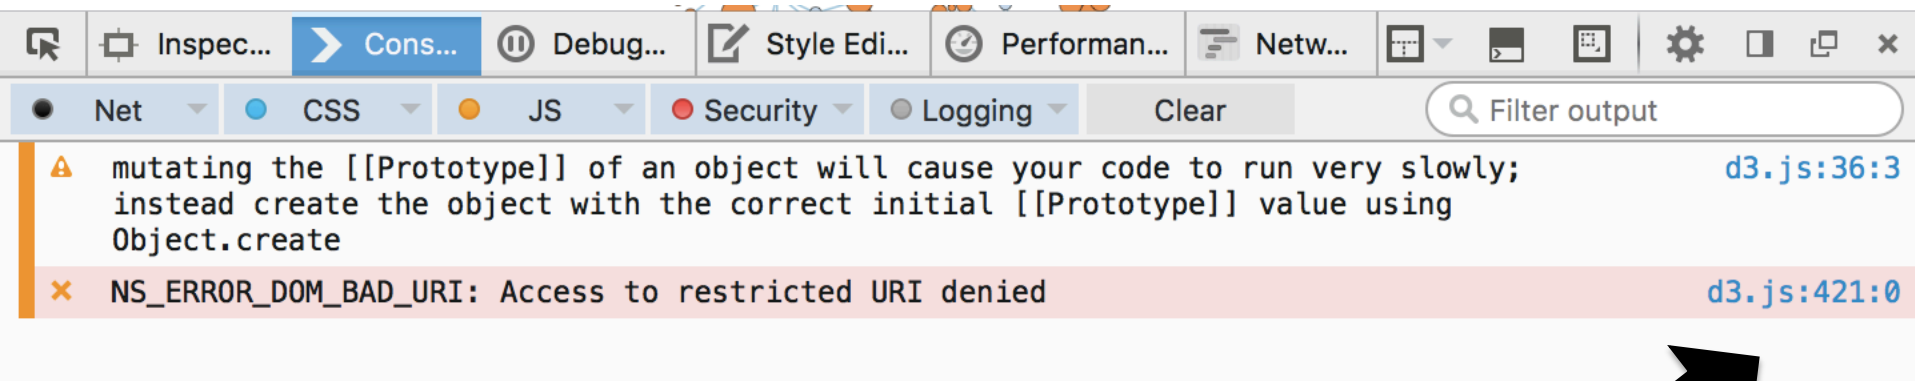 Inspec... Cons... Debug... Style Edi... Performan... Netw...
Net CSS JS Security Logging Clear Filter output
mutating the [[Prototype]] of an object will cause your code to run very slowly; d3.js:36:3
instead create the object with the correct initial [[Prototype]] value using
Object.create
NS_ERROR_DOM_BAD_URI: Access to restricted URI denied d3.js:421:0